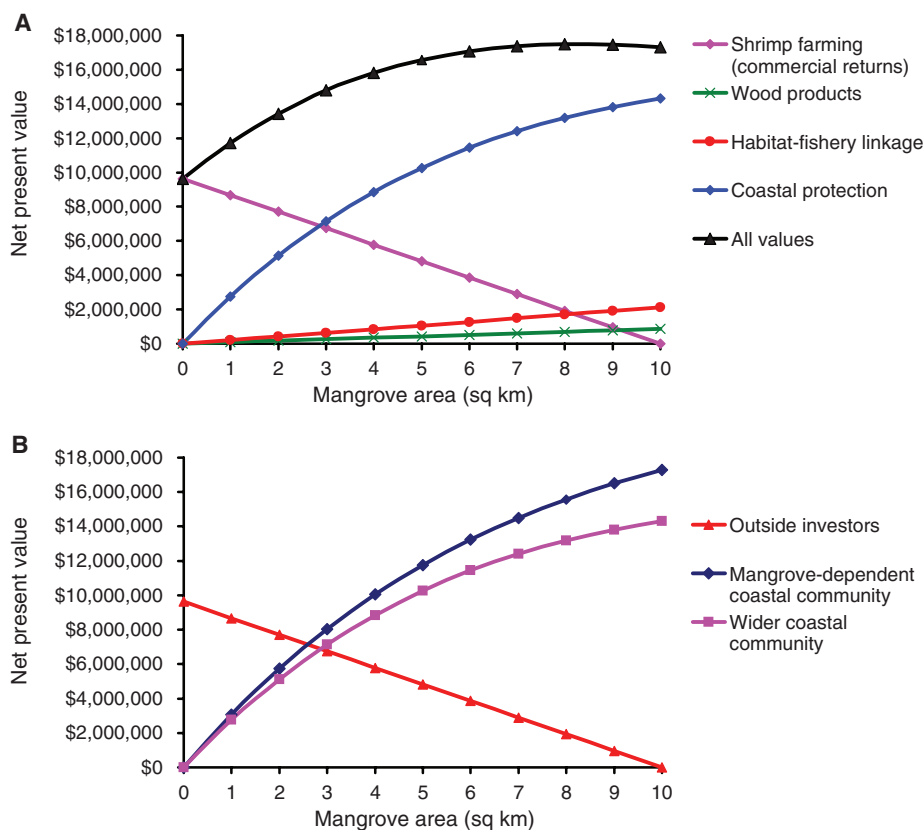 A
$18,000,000
$16,000,000
$14,000,000
$12,000,000
$10,000,000
$8,000,000
$6,000,000
$4,000,000
$2,000,000
$0
Net present value
0 1 2 3 4 5 6 7 8 9 10
Mangrove area (sq km)
Shrimp farming
(commercial returns)
Wood products
Habitat-fishery linkage
Coastal protection
All values
B
$18,000,000
$16,000,000
$14,000,000
$12,000,000
$10,000,000
$8,000,000
$6,000,000
$4,000,000
$2,000,000
$0
Net present value
0 1 2 3 4 5 6 7 8 9 10
Mangrove area (sq km)
Outside investors
Mangrove-dependent
coastal community
Wider coastal
community